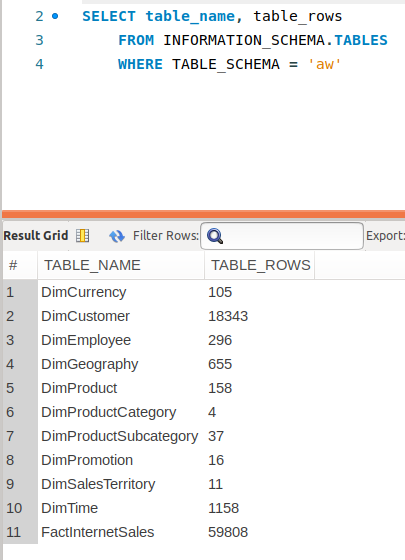 2 SELECT table_name, table_rows
3 FROM INFORMATION_SCHEMA.TABLES
4 WHERE TABLE_SCHEMA = 'aw'
Result Grid Filter Rows: Export:
# TABLE_NAME TABLE_ROWS
1 DimCurrency 105
2 DimCustomer 18343
3 DimEmployee 296
4 DimGeography 655
5 DimProduct 158
6 DimProductCategory 4
7 DimProductSubcategory 37
8 DimPromotion 16
9 DimSalesTerritory 11
10 DimTime 1158
11 FactInternetSales 59808